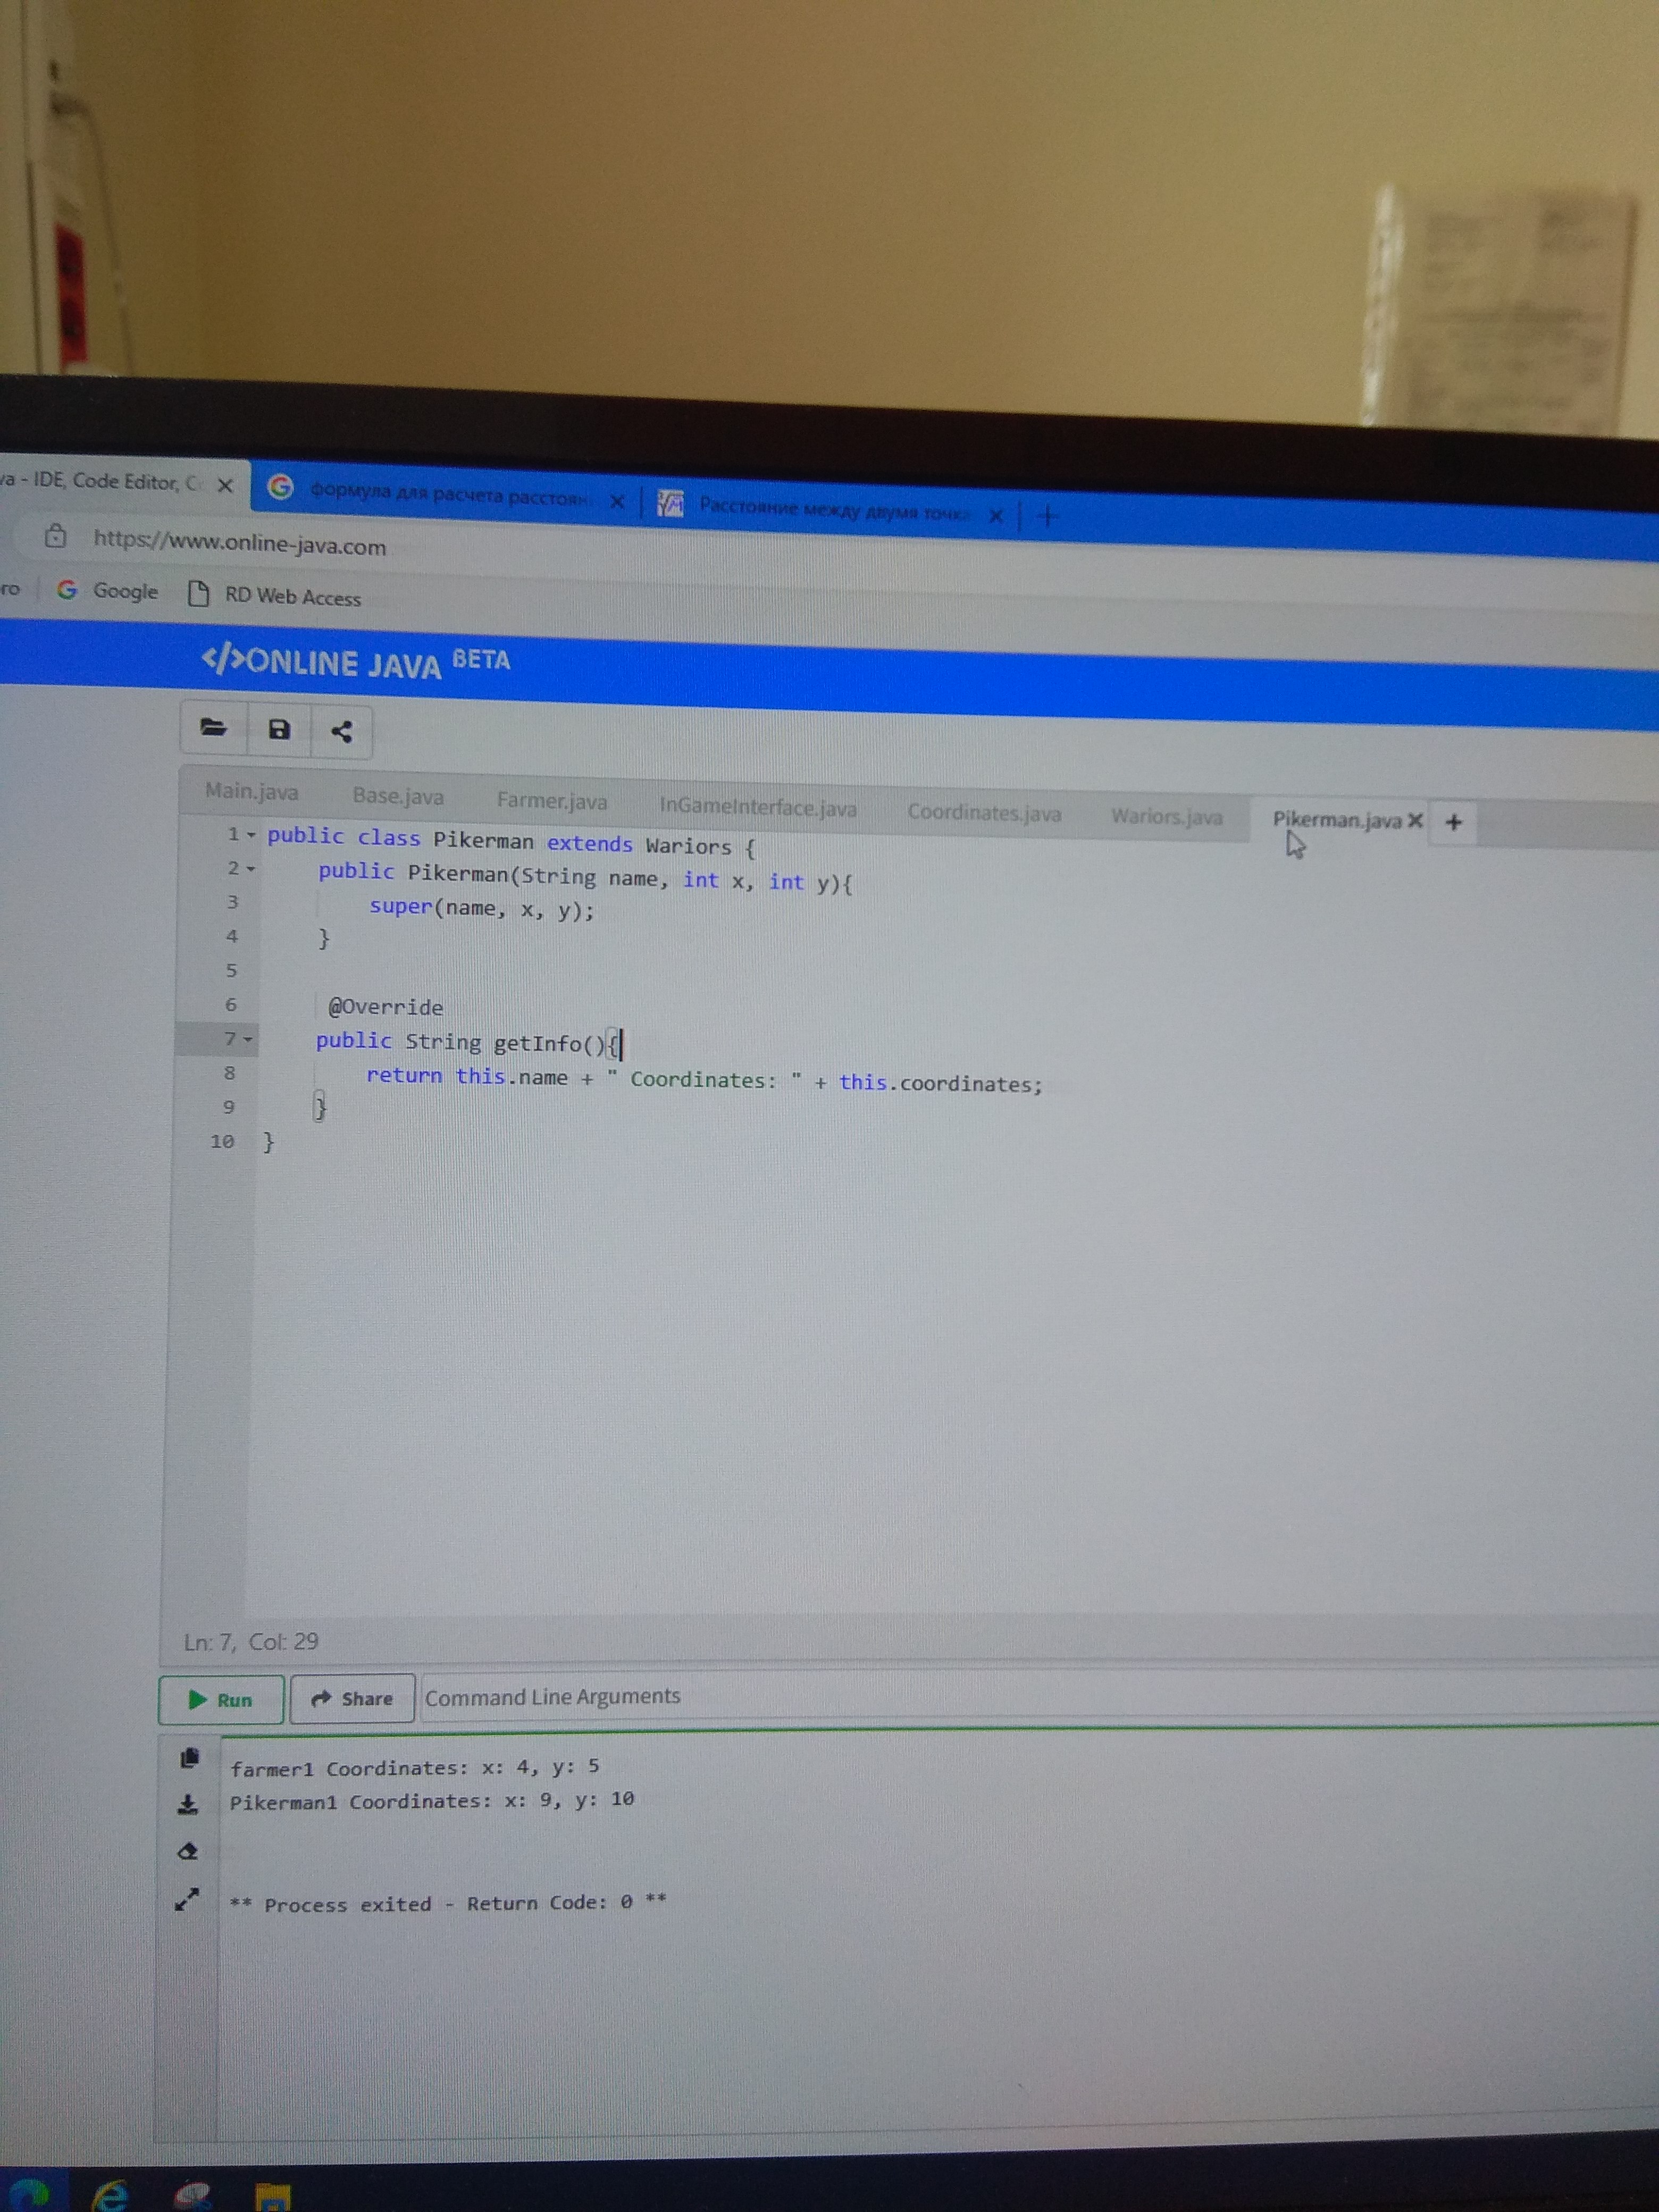 va - IDE, Code Editor, C
формула для расчета расстоян
Расстояние между двумя точка
https://www.online-java.com
ro
Google
RD Web Access
</>ONLINE JAVA BETA
Main.java
Base.java
Farmer.java
InGameInterface.java
Coordinates.java
Wariors.java
Pikerman.java
+
1 public class Pikerman extends Wariors {
2 public Pikerman(String name, int x, int y){
3 super(name, x, y);
4 }
5
6 @Override
7 public String getInfo(){
8 return this.name + " Coordinates: " + this.coordinates;
9 }
10 }
Ln: 7, Col: 29
Run
Share
Command Line Arguments
farmer1 Coordinates: x: 4, y: 5
Pikerman1 Coordinates: x: 9, y: 10
** Process exited - Return Code: 0 **